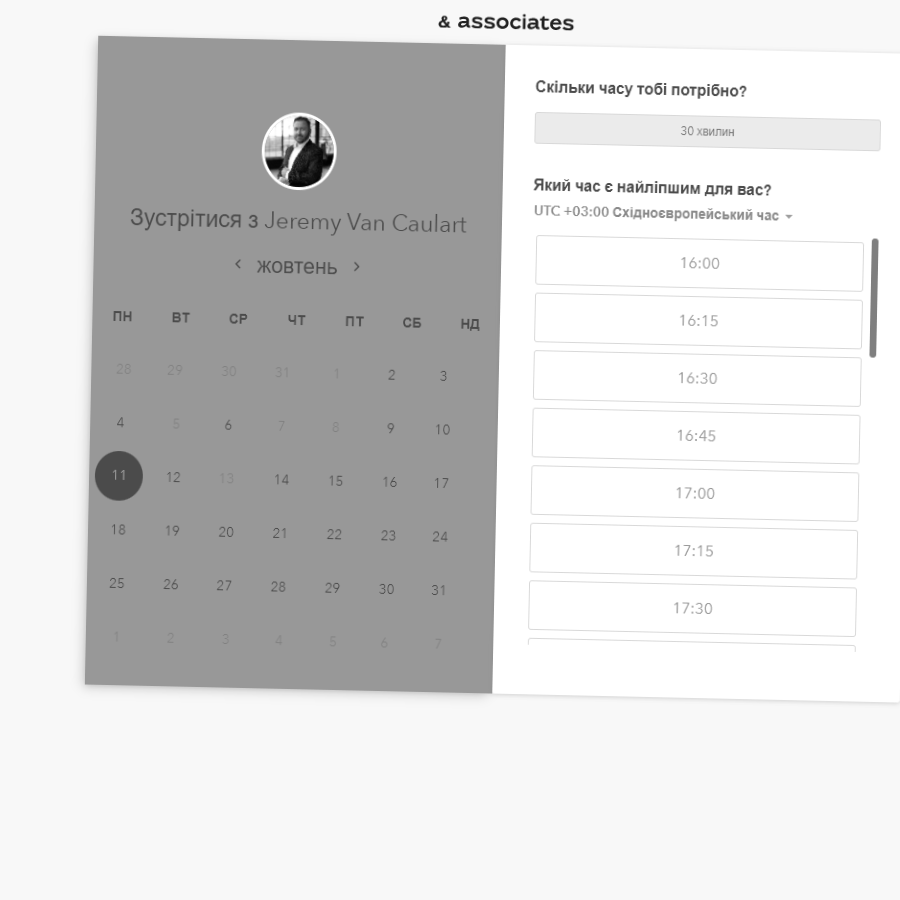 & associates
Зустрітися з Jeremy Van Caulart
жовтень
ПН ВТ СР ЧТ ПТ СБ НД
28 29 30 31 1 2 3
4 5 6 7 8 9 10
11 12 13 14 15 16 17
18 19 20 21 22 23 24
25 26 27 28 29 30 31
1 2 3 4 5 6 7
Скільки часу тобі потрібно?
30 хвилин
Який час є найліпшим для вас?
UTC +03:00 Східноєвропейський час
16:00
16:15
16:30
16:45
17:00
17:15
17:30